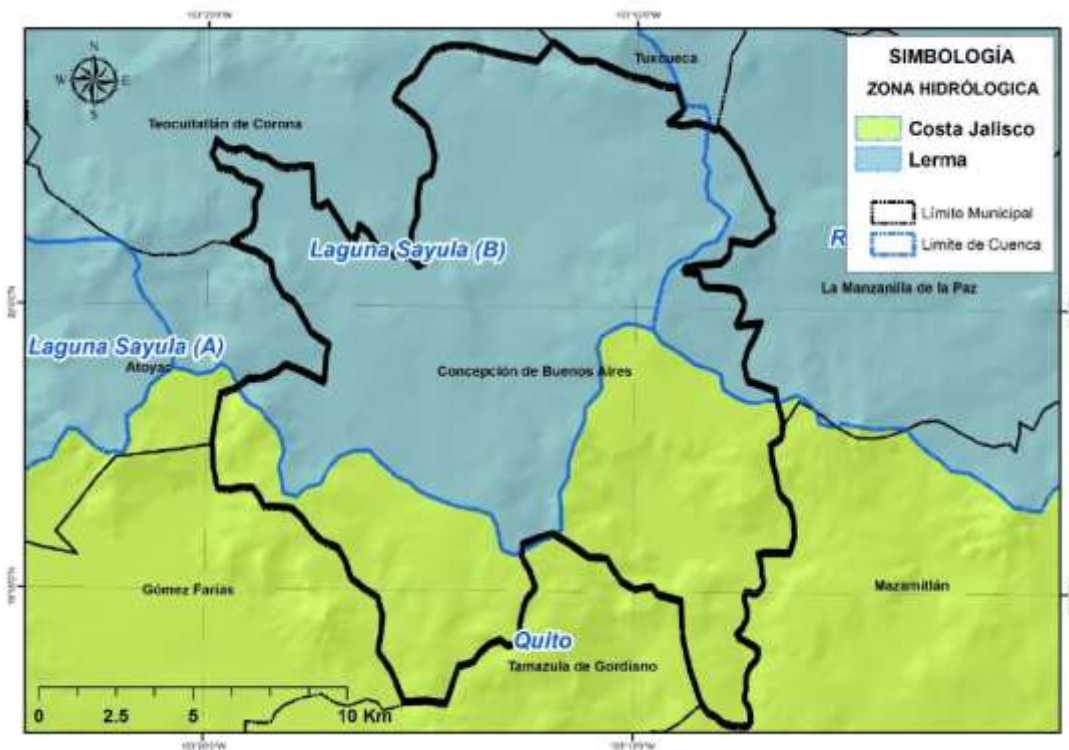 N
W E
S
Tuxcueca
Teocuitatlán de Corona
Laguna Sayula (B)
La Manzanilla de la Paz
Laguna Sayula (A)
Atoyac
Concepción de Buenos Aires
Gómez Farías
Mazamitlán
Quito
Tamazula de Gordiano
0 2.5 5 10 Km
SIMBOLOGÍA
ZONA HIDRÓLOGICA
Costa Jalisco
Lerma
Límite Municipal
Limite de Cuenca
R